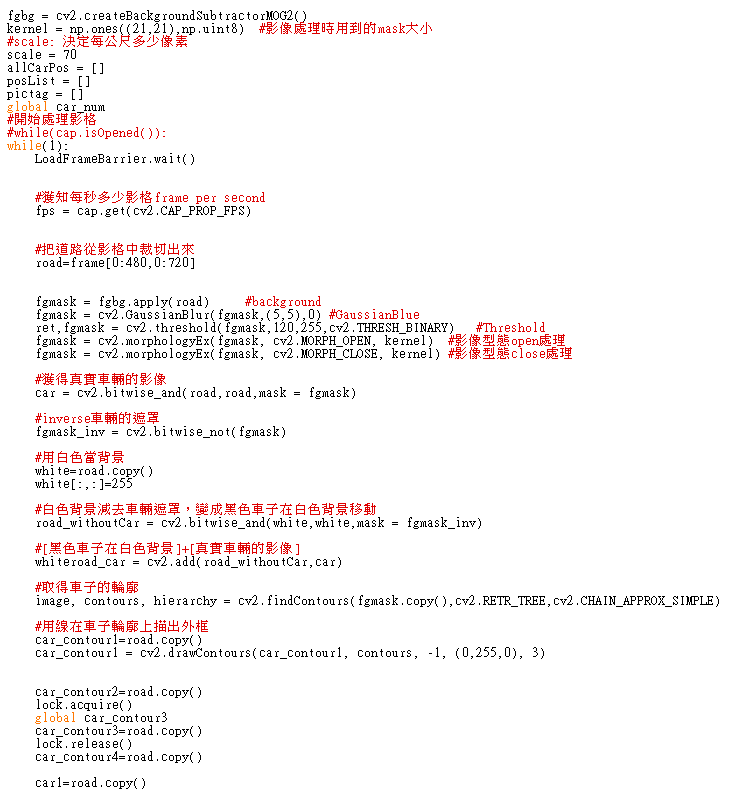 fgbg = cv2.createBackgroundSubtractorMOG2()
kernel = np.ones((21,21),np.uint8)  #影像處理時用到的mask大小
#scale: 決定每公尺多少像素
scale = 70
allCarPos = []
posList = []
pictag = []
global car_num
#開始處理影格
#while(cap.isOpened()):
while(1):
    LoadFrameBarrier.wait()
    #獲知每秒多少影格frame per second
    fps = cap.get(cv2.CAP_PROP_FPS)
    #把道路從影格中裁切出來
    road=frame[0:480,0:720]
    fgmask = fgbg.apply(road)     #background
    fgmask = cv2.GaussianBlur(fgmask,(5,5),0) #GaussianBlue
    ret,fgmask = cv2.threshold(fgmask,120,255,cv2.THRESH_BINARY)   #Threshold
    fgmask = cv2.morphologyEx(fgmask, cv2.MORPH_OPEN, kernel)  #影像型態open處理
    fgmask = cv2.morphologyEx(fgmask, cv2.MORPH_CLOSE, kernel) #影像型態close處理
    #獲得真實車輛的影像
    car = cv2.bitwise_and(road,road,mask = fgmask)
    #inverse車輛的遮罩
    fgmask_inv = cv2.bitwise_not(fgmask)
    #用白色當背景
    white=road.copy()
    white[:,:]=255
    #白色背景減去車輛遮罩，變成黑色車子在白色背景移動
    road_withoutCar = cv2.bitwise_and(white,white,mask = fgmask_inv)
    #[黑色車子在白色背景]+[真實車輛的影像]
    whiteroad_car = cv2.add(road_withoutCar,car)
    #取得車子的輪廓
    image, contours, hierarchy = cv2.findContours(fgmask.copy(),cv2.RETR_TREE,cv2.CHAIN_APPROX_SIMPLE)
    #用線在車子輪廓上描出外框
    car_contour1=road.copy()
    car_contour1 = cv2.drawContours(car_contour1, contours, -1, (0,255,0), 3)
    car_contour2=road.copy()
    lock.acquire()
    global car_contour3
    car_contour3=road.copy()
    lock.release()
    car_contour4=road.copy()
    car1=road.copy()